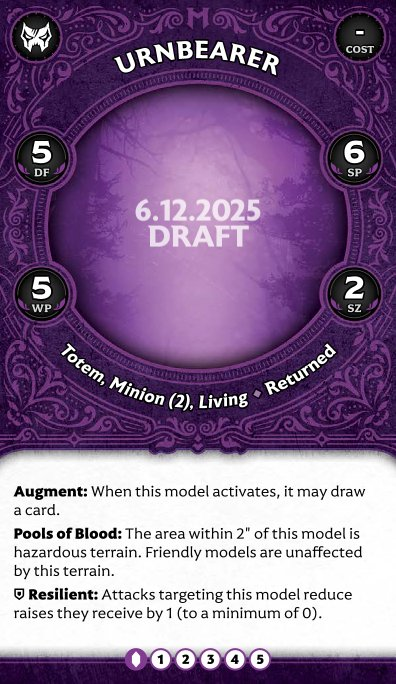 URNBEARER
-
COST
5
DF
6
SP
6.12.2025
DRAFT
5
WP
2
SZ
Totem, Minion (2), Living ◆ Returned
Augment: When this model activates, it may draw
a card.
Pools of Blood: The area within 2" of this model is
hazardous terrain. Friendly models are unaffected
by this terrain.
Resilient: Attacks targeting this model reduce
raises they receive by 1 (to a minimum of 0).
1 2 3 4 5